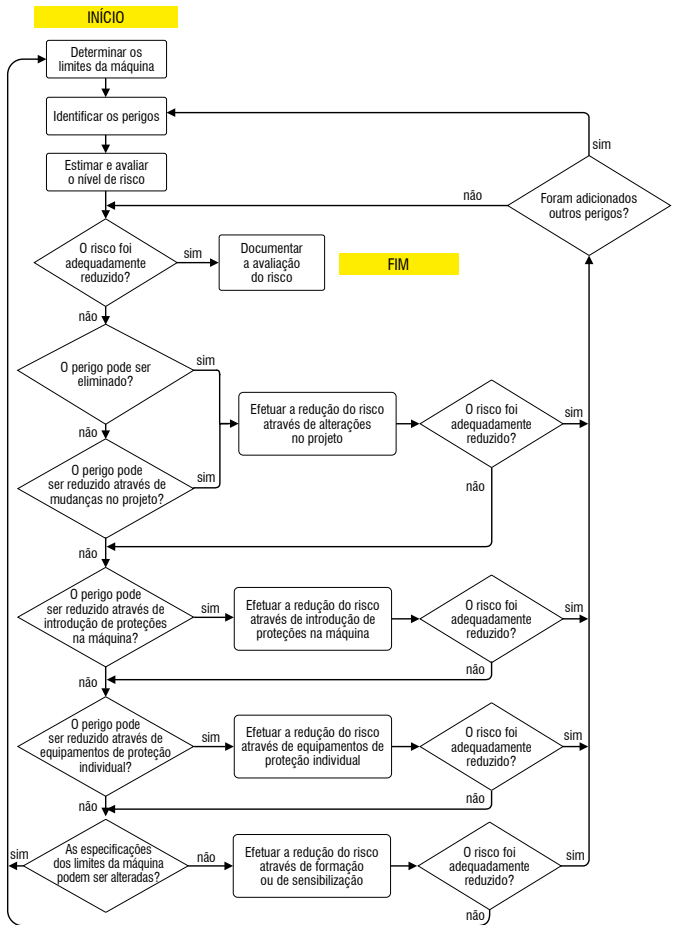 INÍCIO
Determinar os
limites da máquina
Identificar os perigos
Estimar e avaliar
o nível de risco
sim
Foram adicionados
outros perigos?
não
O risco foi
adequadamente
reduzido?
sim
Documentar
a avaliação
do risco
FIM
não
O perigo pode ser
eliminado?
sim
não
O perigo pode
ser reduzido através de
mudanças no projeto?
sim
Efetuar a redução do risco
através de alterações
no projeto
O risco foi
adequadamente
reduzido?
sim
não
não
O perigo pode
ser reduzido através de
introdução de proteções
na máquina?
sim
Efetuar a redução do risco
através de introdução de
proteções na máquina
O risco foi
adequadamente
reduzido?
sim
não
não
O perigo pode
ser reduzido através de
equipamentos de proteção
individual?
sim
Efetuar a redução do risco
através de equipamentos de
proteção individual
O risco foi
adequadamente
reduzido?
sim
não
não
sim
As especificações
dos limites da máquina
podem ser alteradas?
não
Efetuar a redução do risco
através de formação
ou de sensibilização
O risco foi
adequadamente
reduzido?
sim
não